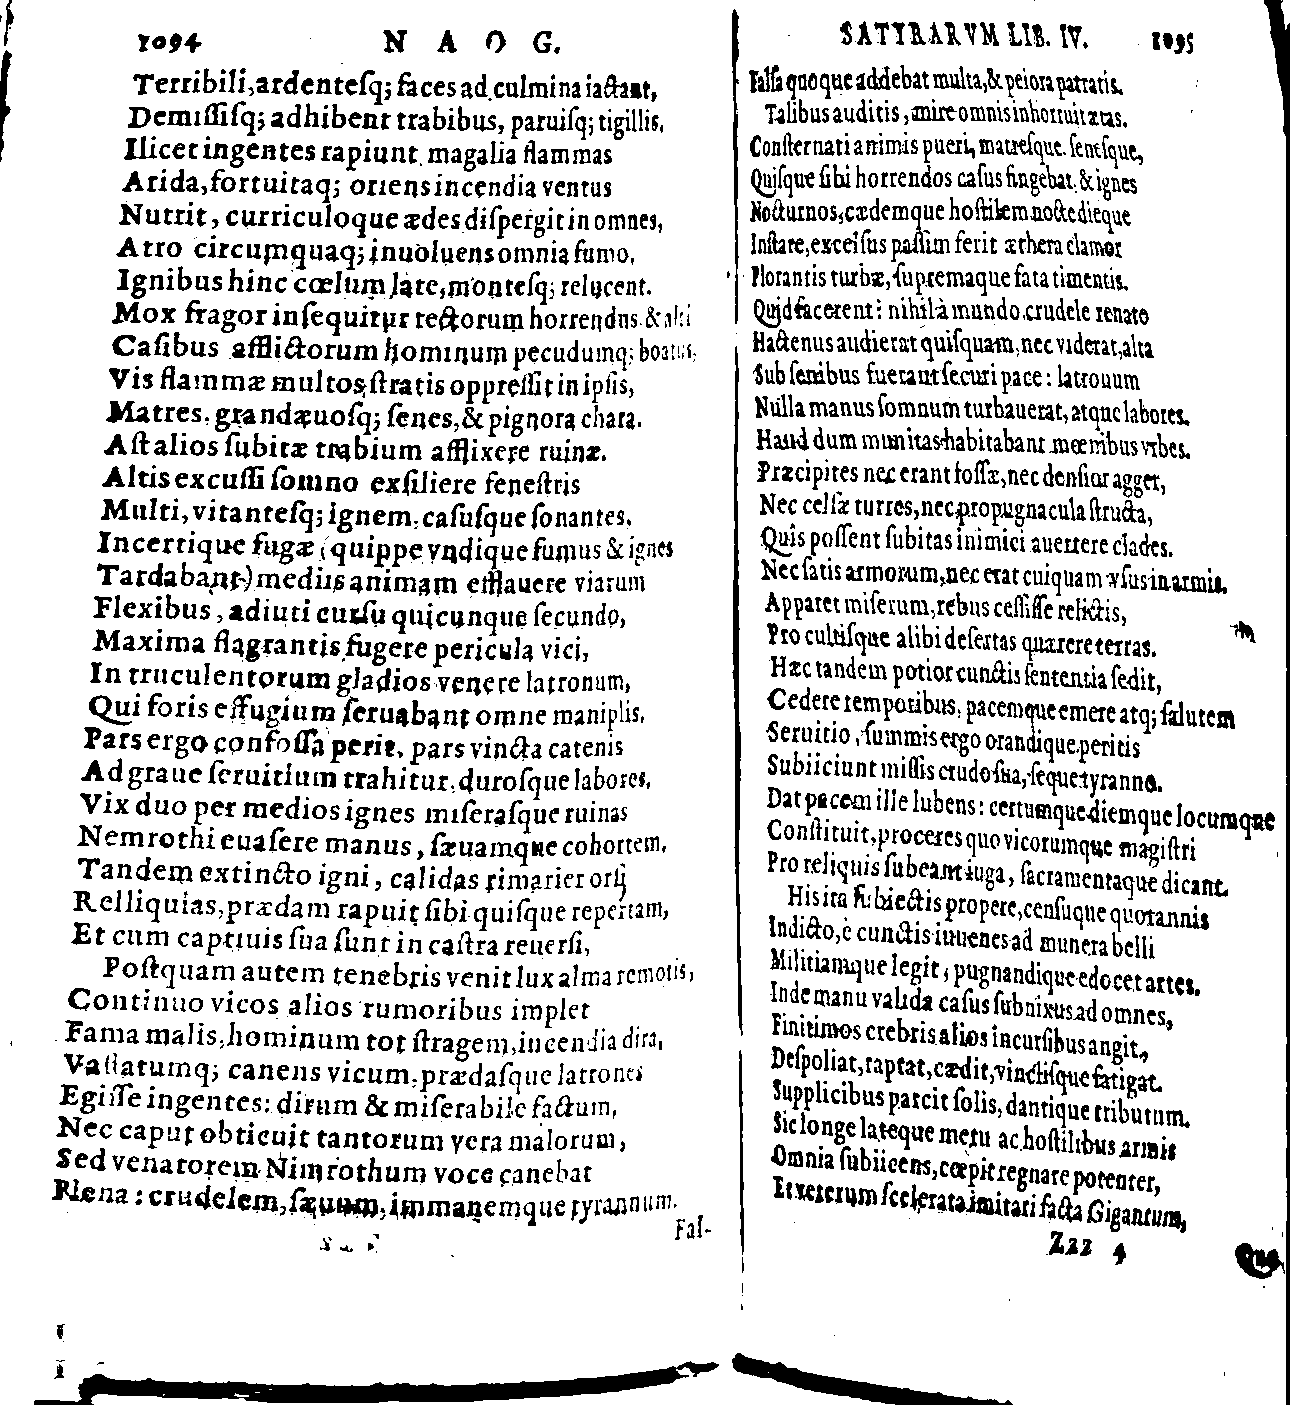 1094 NAOG.
Terribili, ardentesq; faces ad culmina iactant,
Demissisq; adhibent trabibus, paruisq; tigillis.
Ilicet ingentes rapiunt magalia flammas
Arida, fortuitaq; oriens incendia ventus
Nutrit, curriculoque ædes dispergit in omnes,
Atro circumquaq; inuoluens omnia fumo.
Ignibus hinc cœlum late, montesq; relucent.
Mox fragor insequitur tectorum horrendus & alti
Casibus afflictorum hominum pecudumq; boatus,
Vis flammæ multos stratis oppressit in ipsis,
Matres, grandæuosq; senes, & pignora chara.
Ast alios subitæ trabium afflixere ruinæ.
Altis excussi somno exsiliere fenestris
Multi, vitantesq; ignem, casusque sonantes.
Incertique fugæ (quippe vndique fumus & ignes
Tardabant) mediis animam efflauere viarum
Flexibus, adiuti cursu quicunque secundo,
Maxima flagrantis fugere pericula vici,
In truculentorum gladios venere latronum,
Qui foris effugium seruabant omne maniplis.
Pars ergo confossa perit, pars vincta catenis
Ad graue seruitium trahitur, durosque labores,
Vix duo per medios ignes miserasque ruinas
Nemrothi euasere manus, sæuamque cohortem.
Tandem extincto igni, calidas rimarier orsi
Relliquias, prædam rapuit sibi quisque repertam,
Et cum captiuis sua sunt in castra reuersi,
Postquam autem tenebris venit lux alma remotis,
Continuo vicos alios rumoribus implet
Fama malis, hominum tot stragem, incendia dira,
Vastatumq; canens vicum, prædasque latrones
Egisse ingentes: dirum & miserabile factum,
Nec caput obticuit tantorum vera malorum,
Sed venatorem Nimrothum voce canebat
Plena: crudelem, sæuum, immanemque tyrannum.
Fal-
SATYRARVM LIB. IV. 1095
Falsa quoque addebat multa, & peiora patratis.
Talibus auditis, mire omnis inhorruit ætas.
Consternati animis pueri, matresque, senesque,
Quisque sibi horrendos casus fingebat, & ignes
Nocturnos, cædemque hostilem nocte dieque
Instare, excelsus passim ferit æthera clamor
Plorantis turbæ, supremaque fata timentis.
Quid facerent? nihil à mundo crudele renato
Hactenus audierat quisquam, nec viderat, alta
Sub senibus fuerant securi pace: latronum
Nulla manus somnum turbauerat, atque labores.
Haud dum munitas habitabant mœnibus vrbes.
Præcipites nec erant fossæ, nec densior agger,
Nec celsæ turres, nec propugnacula structa,
Quis possent subitas inimici auertere clades.
Nec satis armorum, nec erat cuiquam vsus in armis.
Apparet miserum, rebus cessisse relictis,
Pro cultisque alibi desertas quærere terras.
Hæc tandem potior cunctis sententia sedit,
Cedere temporibus, pacemque emere atq; salutem
Seruitio, summis ergo orandique peritis
Subiiciunt missis crudo sua, seque tyranno.
Dat pacem ille lubens: certumque diemque locumque
Constituit, proceres quo vicorumque magistri
Pro reliquis subeant iuga, sacramentaque dicant.
His ita subiectis propere, censuque quotannis
Indicto, è cunctis iuuenes ad munera belli
Militiamque legit, pugnandique edocet artes.
Inde manu valida casus subnixus ad omnes,
Finitimos crebris alios incursibus angit,
Despoliat, raptat, cædit, vinclisque fatigat.
Supplicibus parcit solis, dantique tributum.
Sic longe lateque metu ac hostilibus armis
Omnia subiicens, cœpit regnare potenter,
Et veterum scelerata imitari facta Gigantum,
Zzz 4 Que